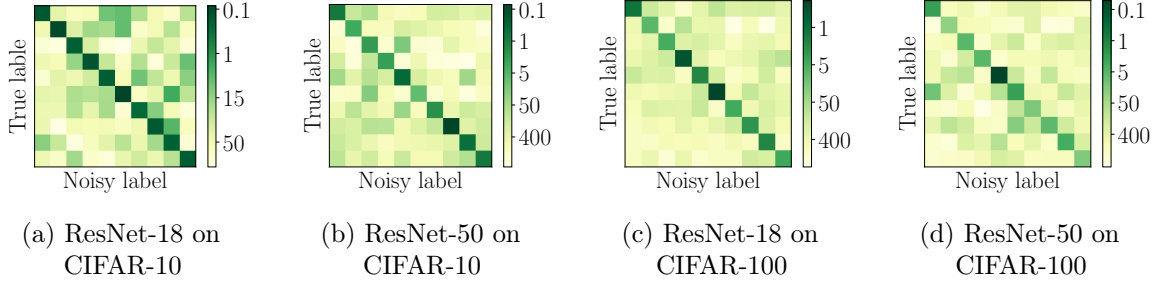 True lable
Noisy label
0.1
1
15
50
(a) ResNet-18 on
CIFAR-10
True lable
Noisy label
0.1
1
5
50
400
(b) ResNet-50 on
CIFAR-10
True lable
Noisy label
1
5
50
400
(c) ResNet-18 on
CIFAR-100
True lable
Noisy label
0.1
1
5
50
400
(d) ResNet-50 on
CIFAR-100